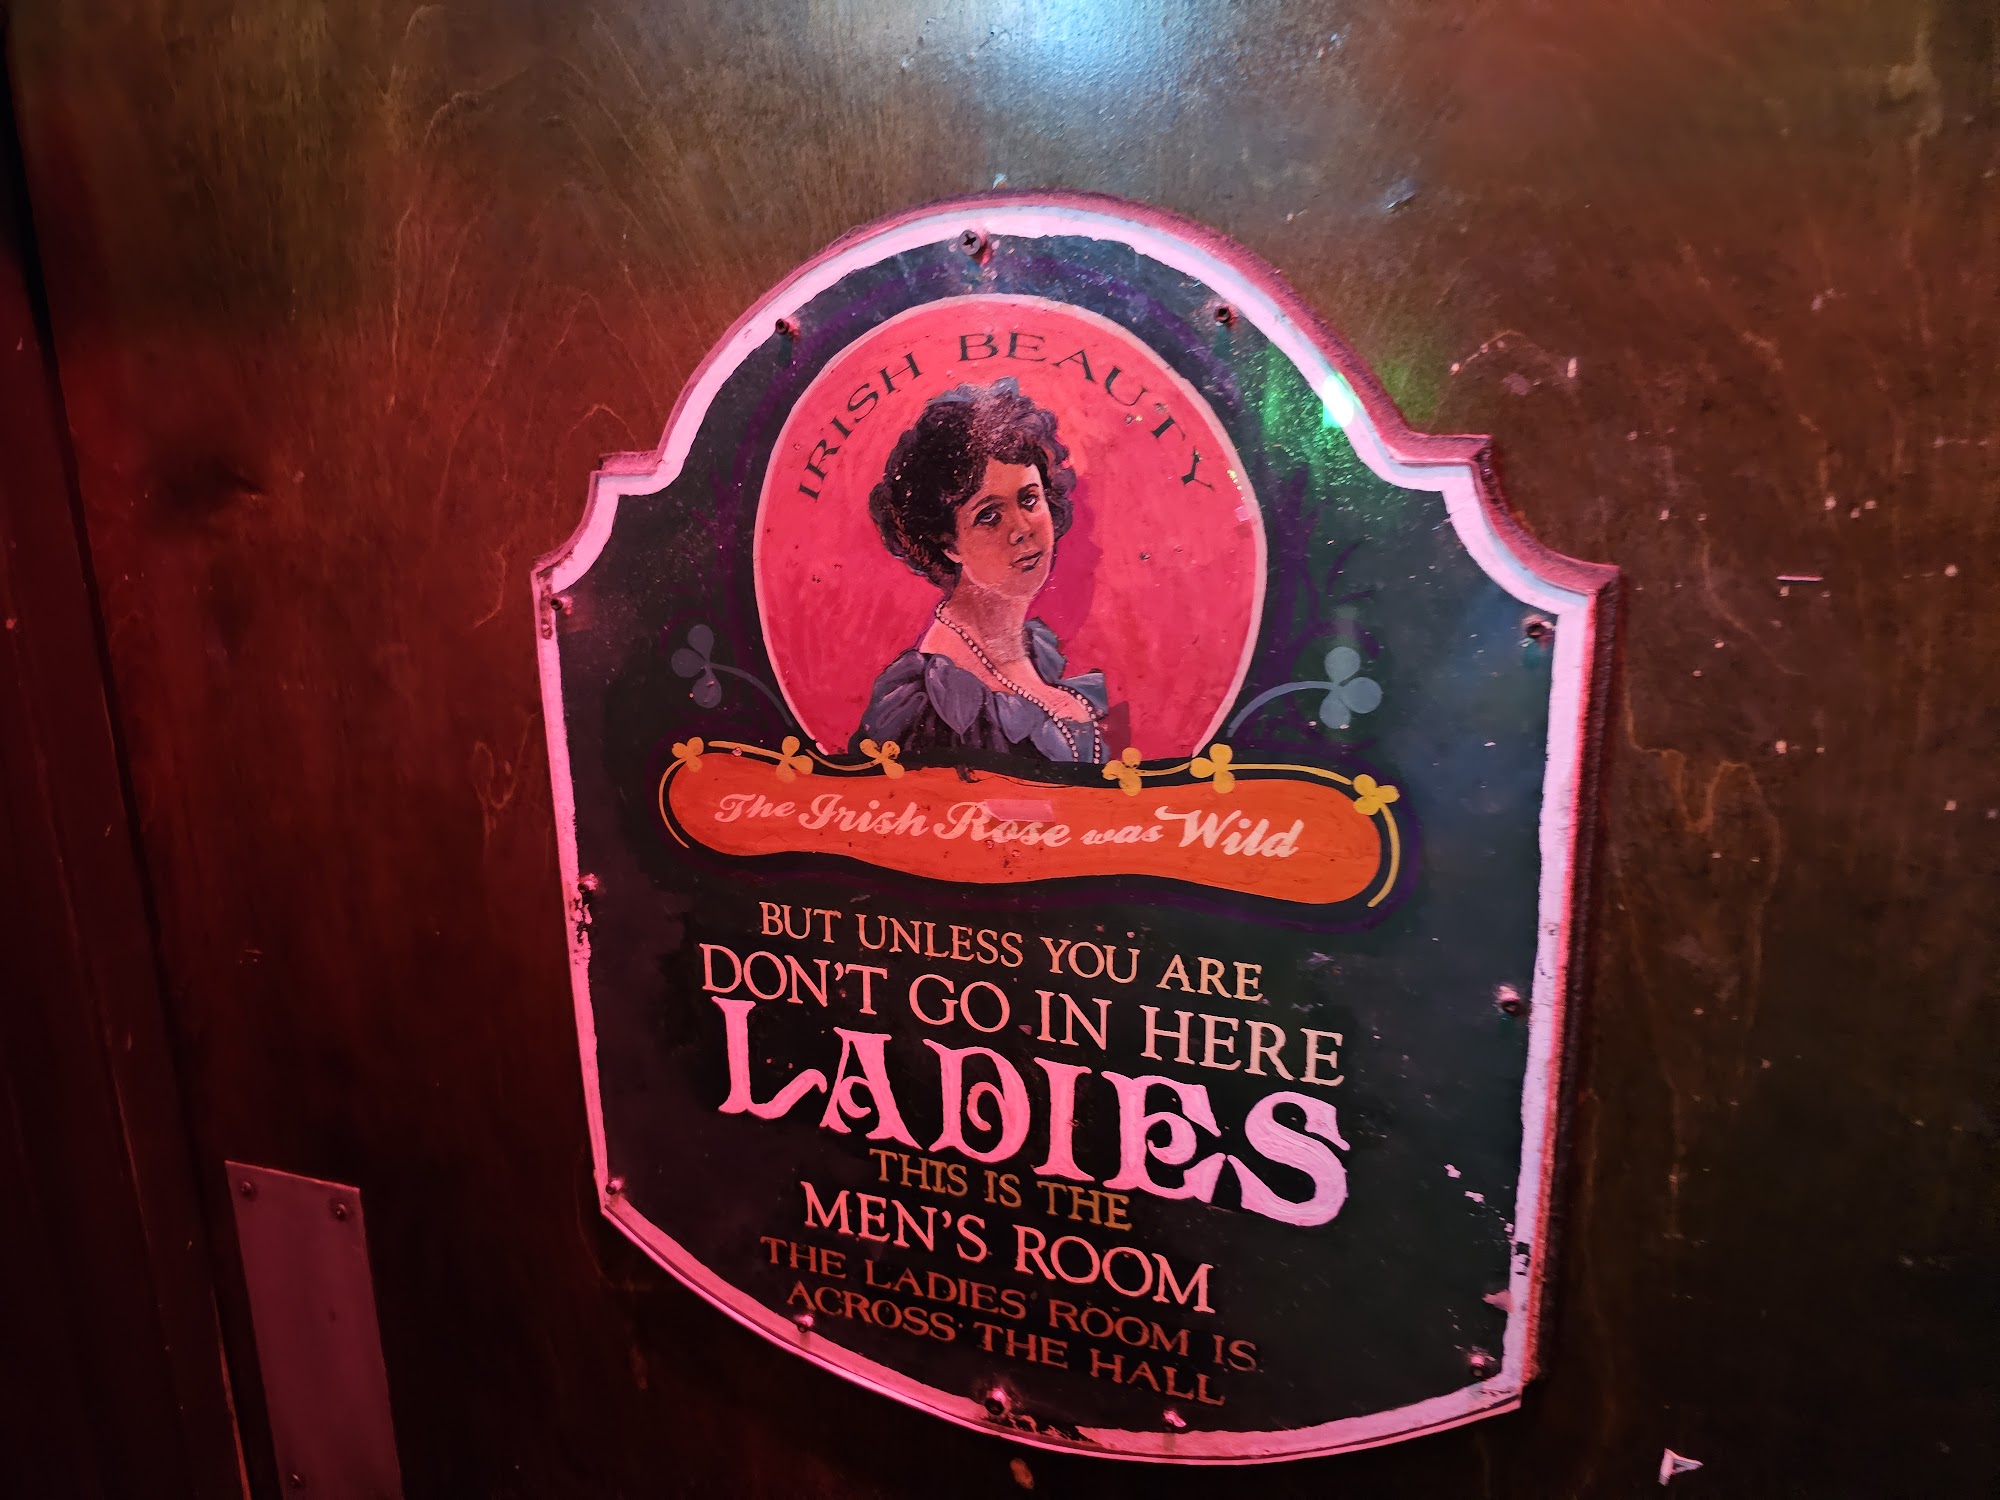 IRISH BEAUTY
The Irish Rose was Wild
BUT UNLESS YOU ARE
DON'T GO IN HERE
LADIES
THIS IS THE
MEN'S ROOM
THE LADIES' ROOM IS
ACROSS THE HALL